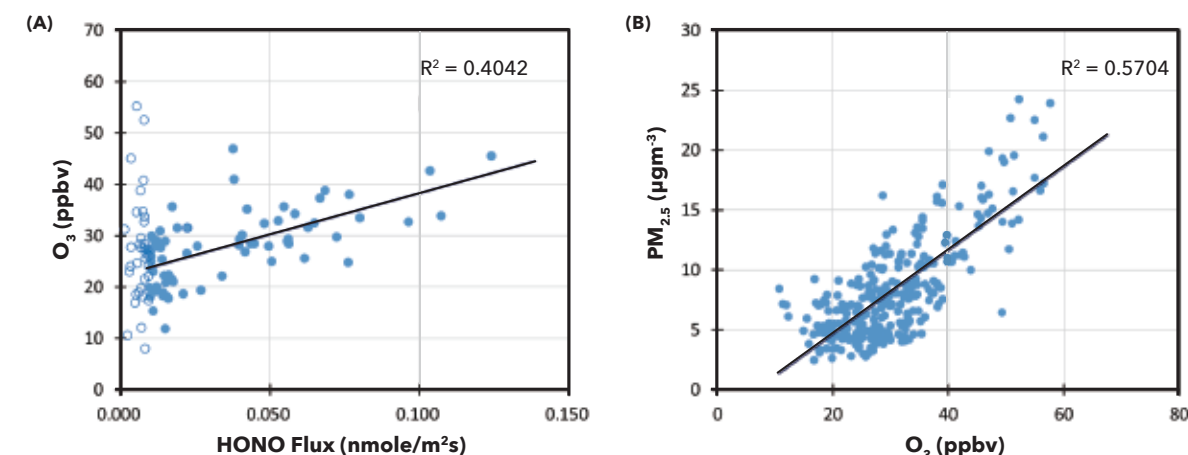 (A)
70
60
50
40
30
20
10
0
O₃ (ppbv)
R² = 0.4042
0.000 0.050 0.100 0.150
HONO Flux (nmole/m²s)
(B)
30
25
20
15
10
5
0
PM₂.₅ (µgm⁻³)
R² = 0.5704
0 20 40 60 80
O₃ (ppbv)